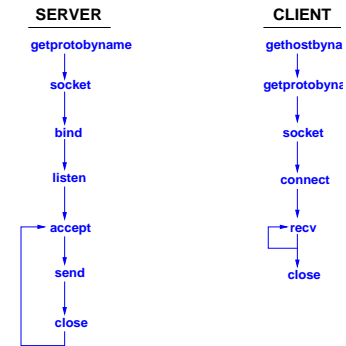 SERVER
getprotobyname
socket
bind
listen
accept
send
close
CLIENT
gethostbyna
getprotobyna
socket
connect
recv
close